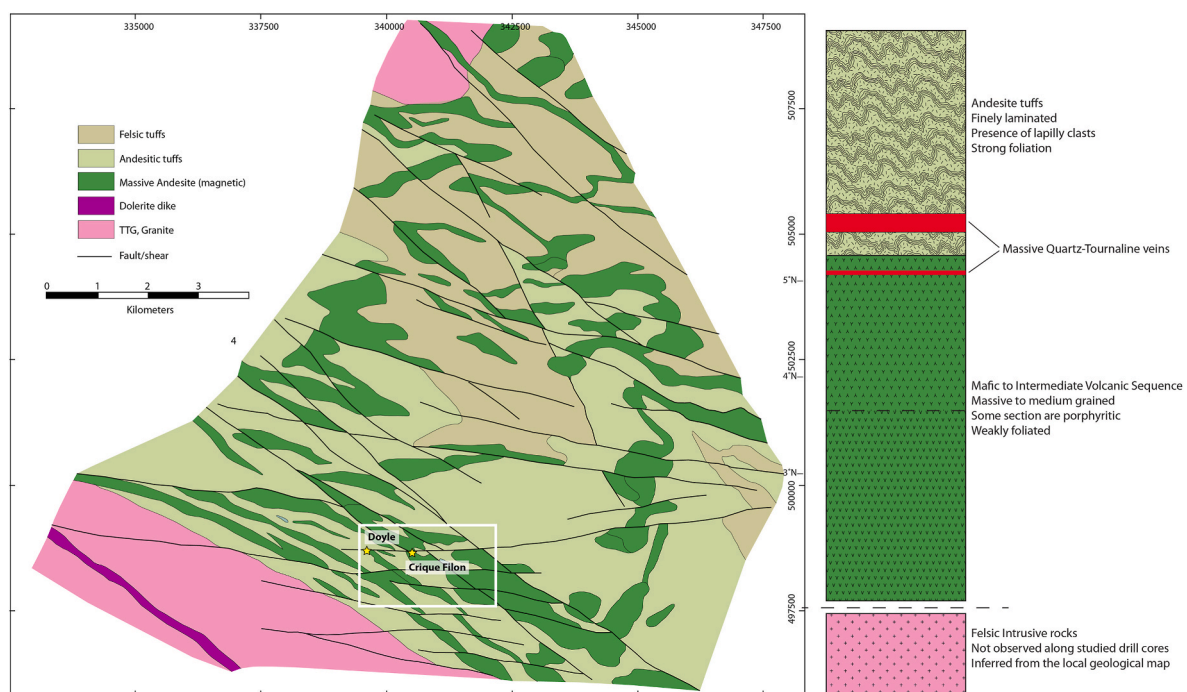 335000
337500
340000
342500
345000
347500
507500
505000
5°N
502500
4°N
3°N
500000
497500
Felsic tuffs
Andesitic tuffs
Massive Andesite (magnetic)
Dolerite dike
TTG, Granite
Fault/shear
0 1 2 3
Kilometers
4
Doyle
Crique Filon
Andesite tuffs
Finely laminated
Presence of lapilly clasts
Strong foliation
Massive Quartz-Tournaline veins
Mafic to Intermediate Volcanic Sequence
Massive to medium grained
Some section are porphyritic
Weakly foliated
Felsic Intrusive rocks
Not observed along studied drill cores
Inferred from the local geological map